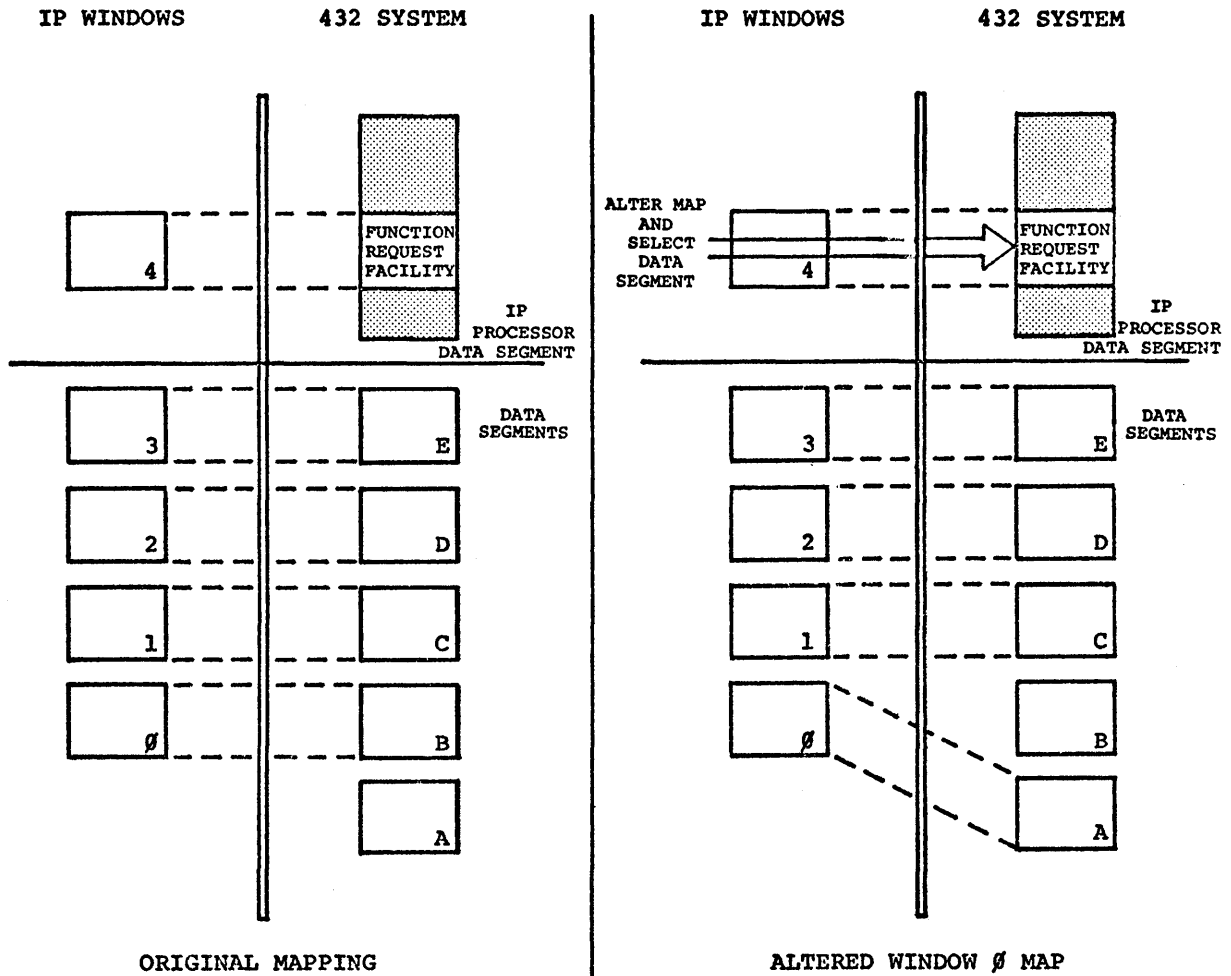 IP WINDOWS
432 SYSTEM
4
FUNCTION
REQUEST
FACILITY
IP
PROCESSOR
DATA SEGMENT
3
E
DATA
SEGMENTS
2
D
1
C
Ø
B
A
ORIGINAL MAPPING
IP WINDOWS
432 SYSTEM
ALTER MAP
AND
SELECT
DATA
SEGMENT
4
FUNCTION
REQUEST
FACILITY
IP
PROCESSOR
DATA SEGMENT
3
E
DATA
SEGMENTS
2
D
1
C
Ø
B
A
ALTERED WINDOW Ø MAP